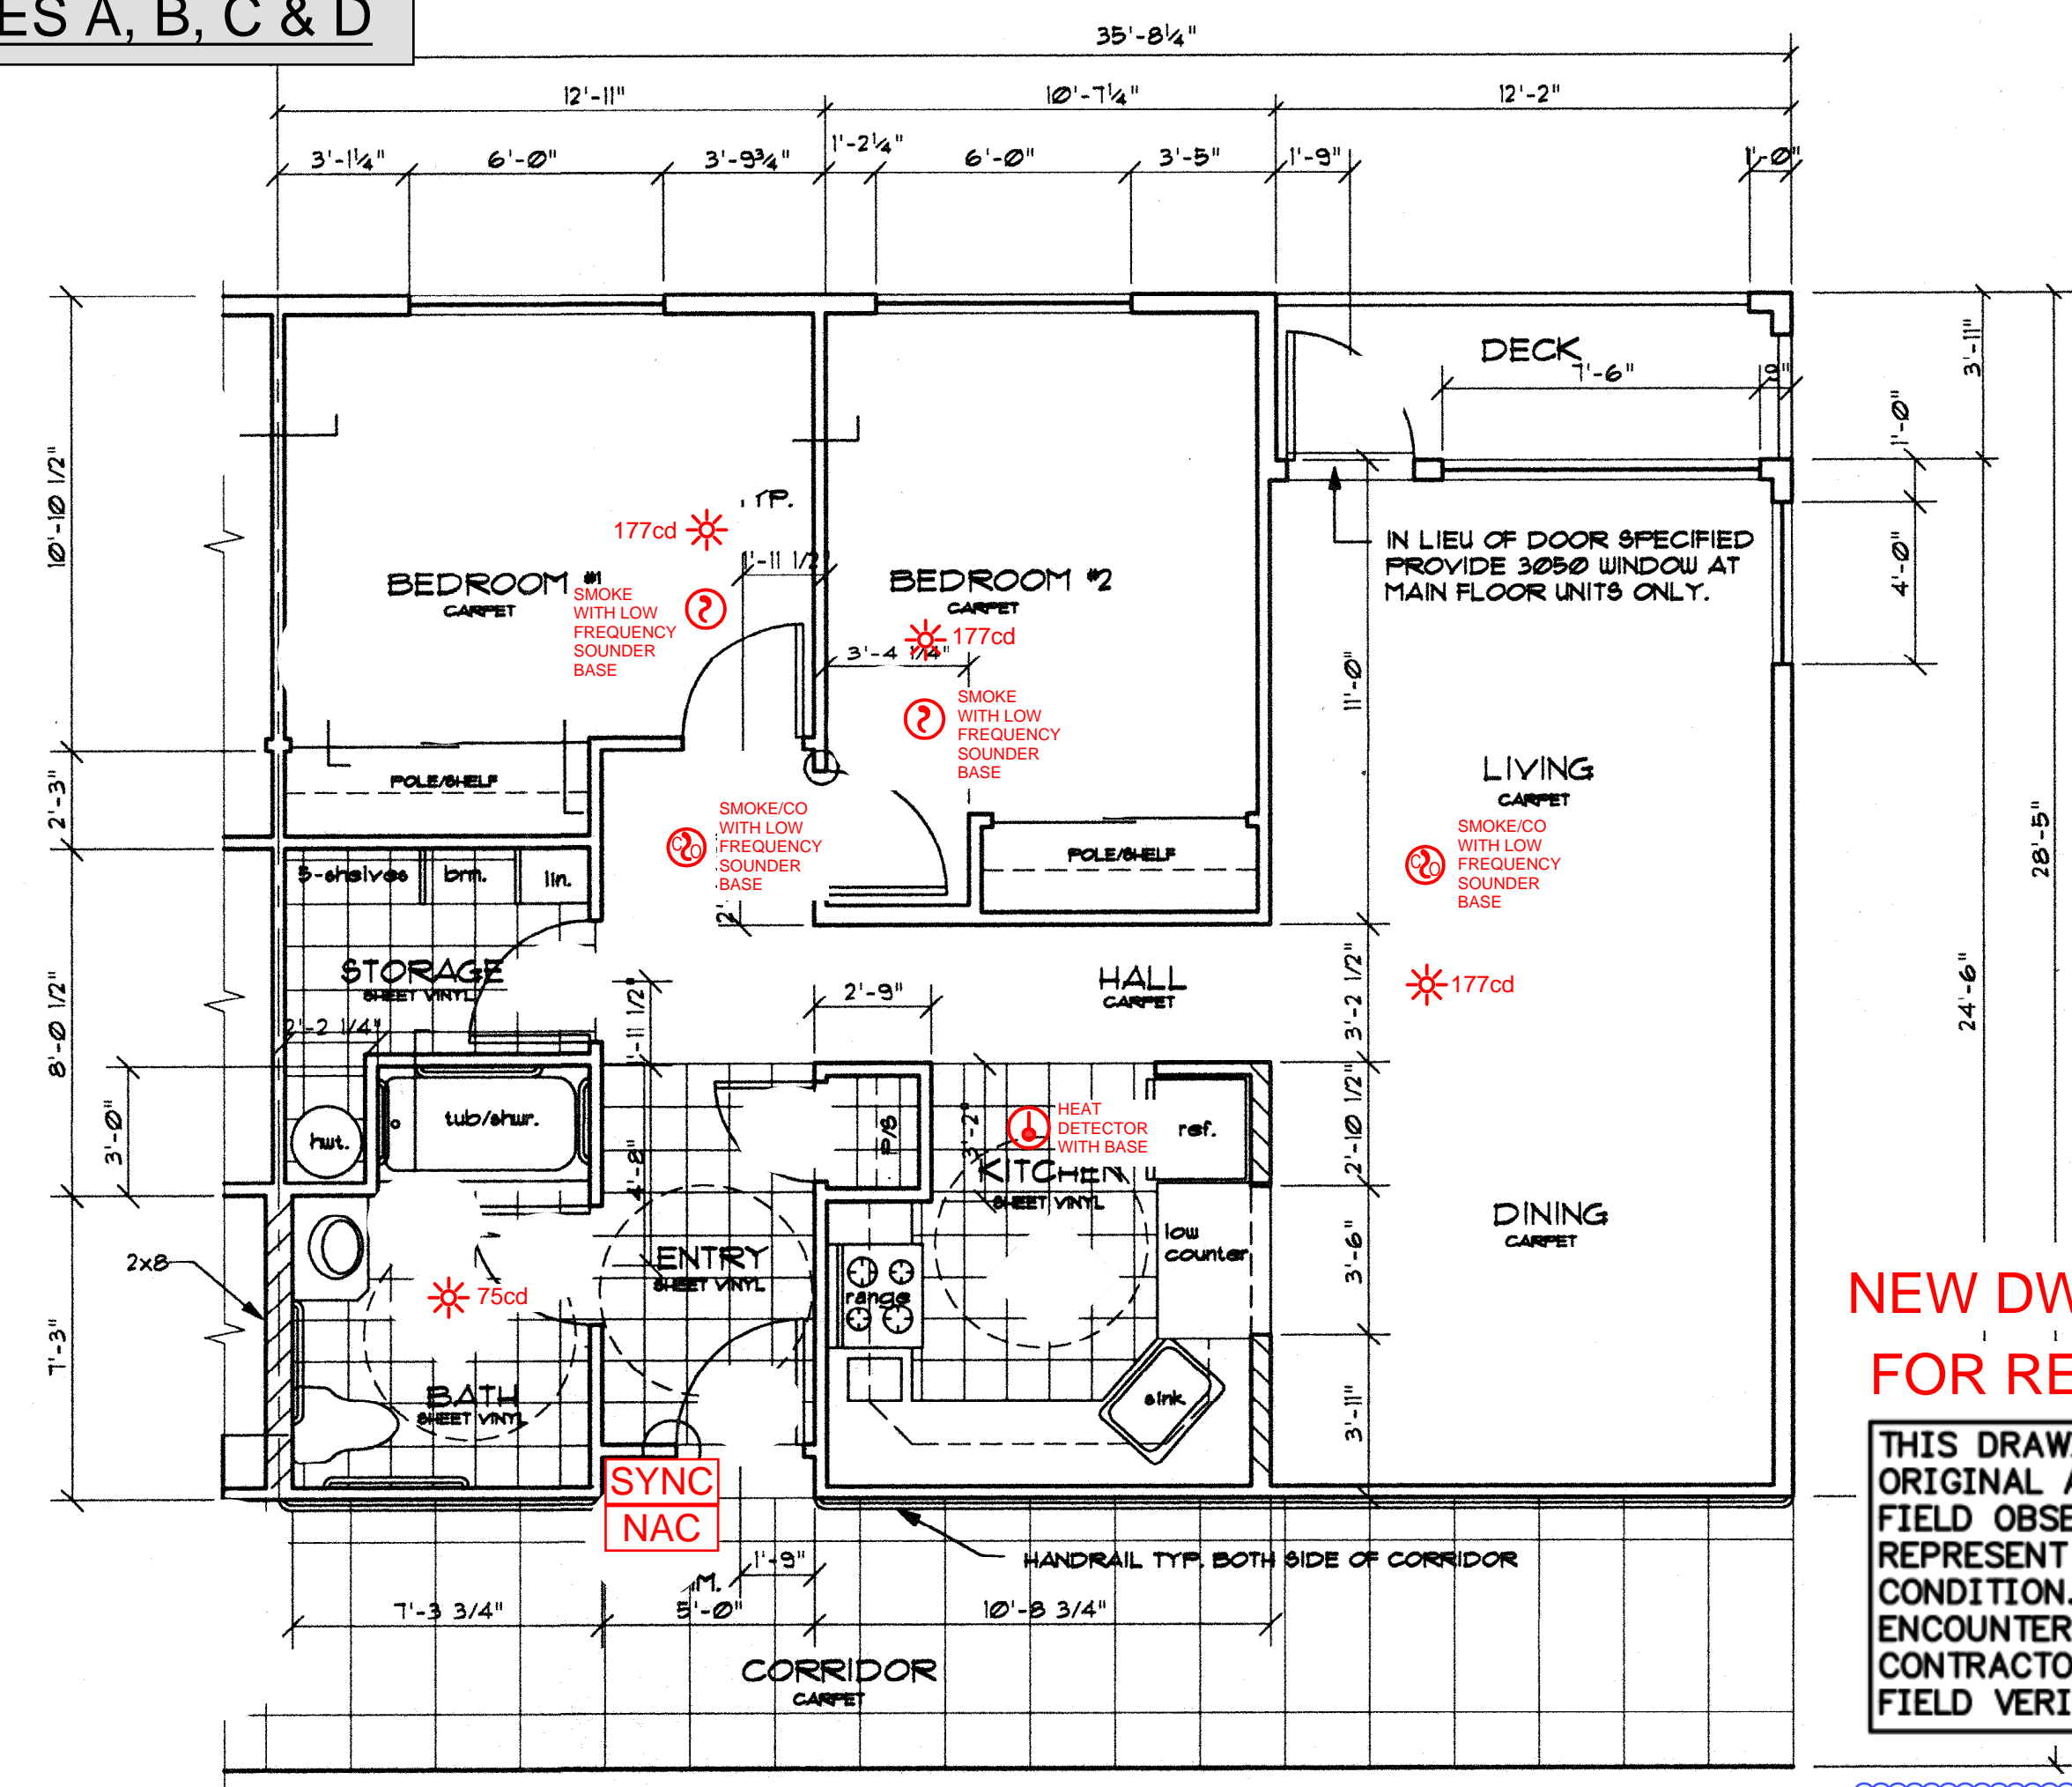 ES A, B, C & D
35'-8¼"
12'-11"
10'-7¼"
12'-2"
3'-1¼"
6'-0"
3'-9¾"
1'-2¼"
6'-0"
3'-5"
1'-9"
1'-0"
DECK
7'-6"
3'-11"
1'-0"
4'-0"
10'-10 1/2"
177cd
TP.
1'-11 1/2"
BEDROOM #1
CARPET
SMOKE
WITH LOW
FREQUENCY
SOUNDER
BASE
BEDROOM #2
CARPET
177cd
3'-4 1/4"
SMOKE
WITH LOW
FREQUENCY
SOUNDER
BASE
IN LIEU OF DOOR SPECIFIED
PROVIDE 3050 WINDOW AT
MAIN FLOOR UNITS ONLY.
11'-0"
LIVING
CARPET
SMOKE/CO
WITH LOW
FREQUENCY
SOUNDER
BASE
177cd
28'-5"
24'-6"
2'-3"
POLE/SHELF
SMOKE/CO
WITH LOW
FREQUENCY
SOUNDER
BASE
POLE/SHELF
5-shelves
brm.
lin.
2'
STORAGE
SHEET VINYL
2'-2 1/4"
8'-0 1/2"
3'-0"
HALL
CARPET
2'-9"
3'-2 1/2"
'-11 1/2"
hwt.
tub/shwr.
4'-8"
P/S
3'-2"
HEAT
DETECTOR
WITH BASE
ref.
KITCHEN
SHEET VINYL
2'-10 1/2"
low
counter
3'-6"
DINING
CARPET
2x8
ENTRY
SHEET VINYL
range
75cd
7'-3"
BATH
SHEET VINYL
sink
3'-11"
SYNC
NAC
NEW DW
FOR RE
THIS DRAW
ORIGINAL A
FIELD OBSE
REPRESENT
CONDITION.
ENCOUNTER
CONTRACTO
FIELD VERI
1'-9"
HANDRAIL TYP. BOTH SIDE OF CORRIDOR
M.
7'-3 3/4"
5'-0"
10'-8 3/4"
CORRIDOR
CARPET